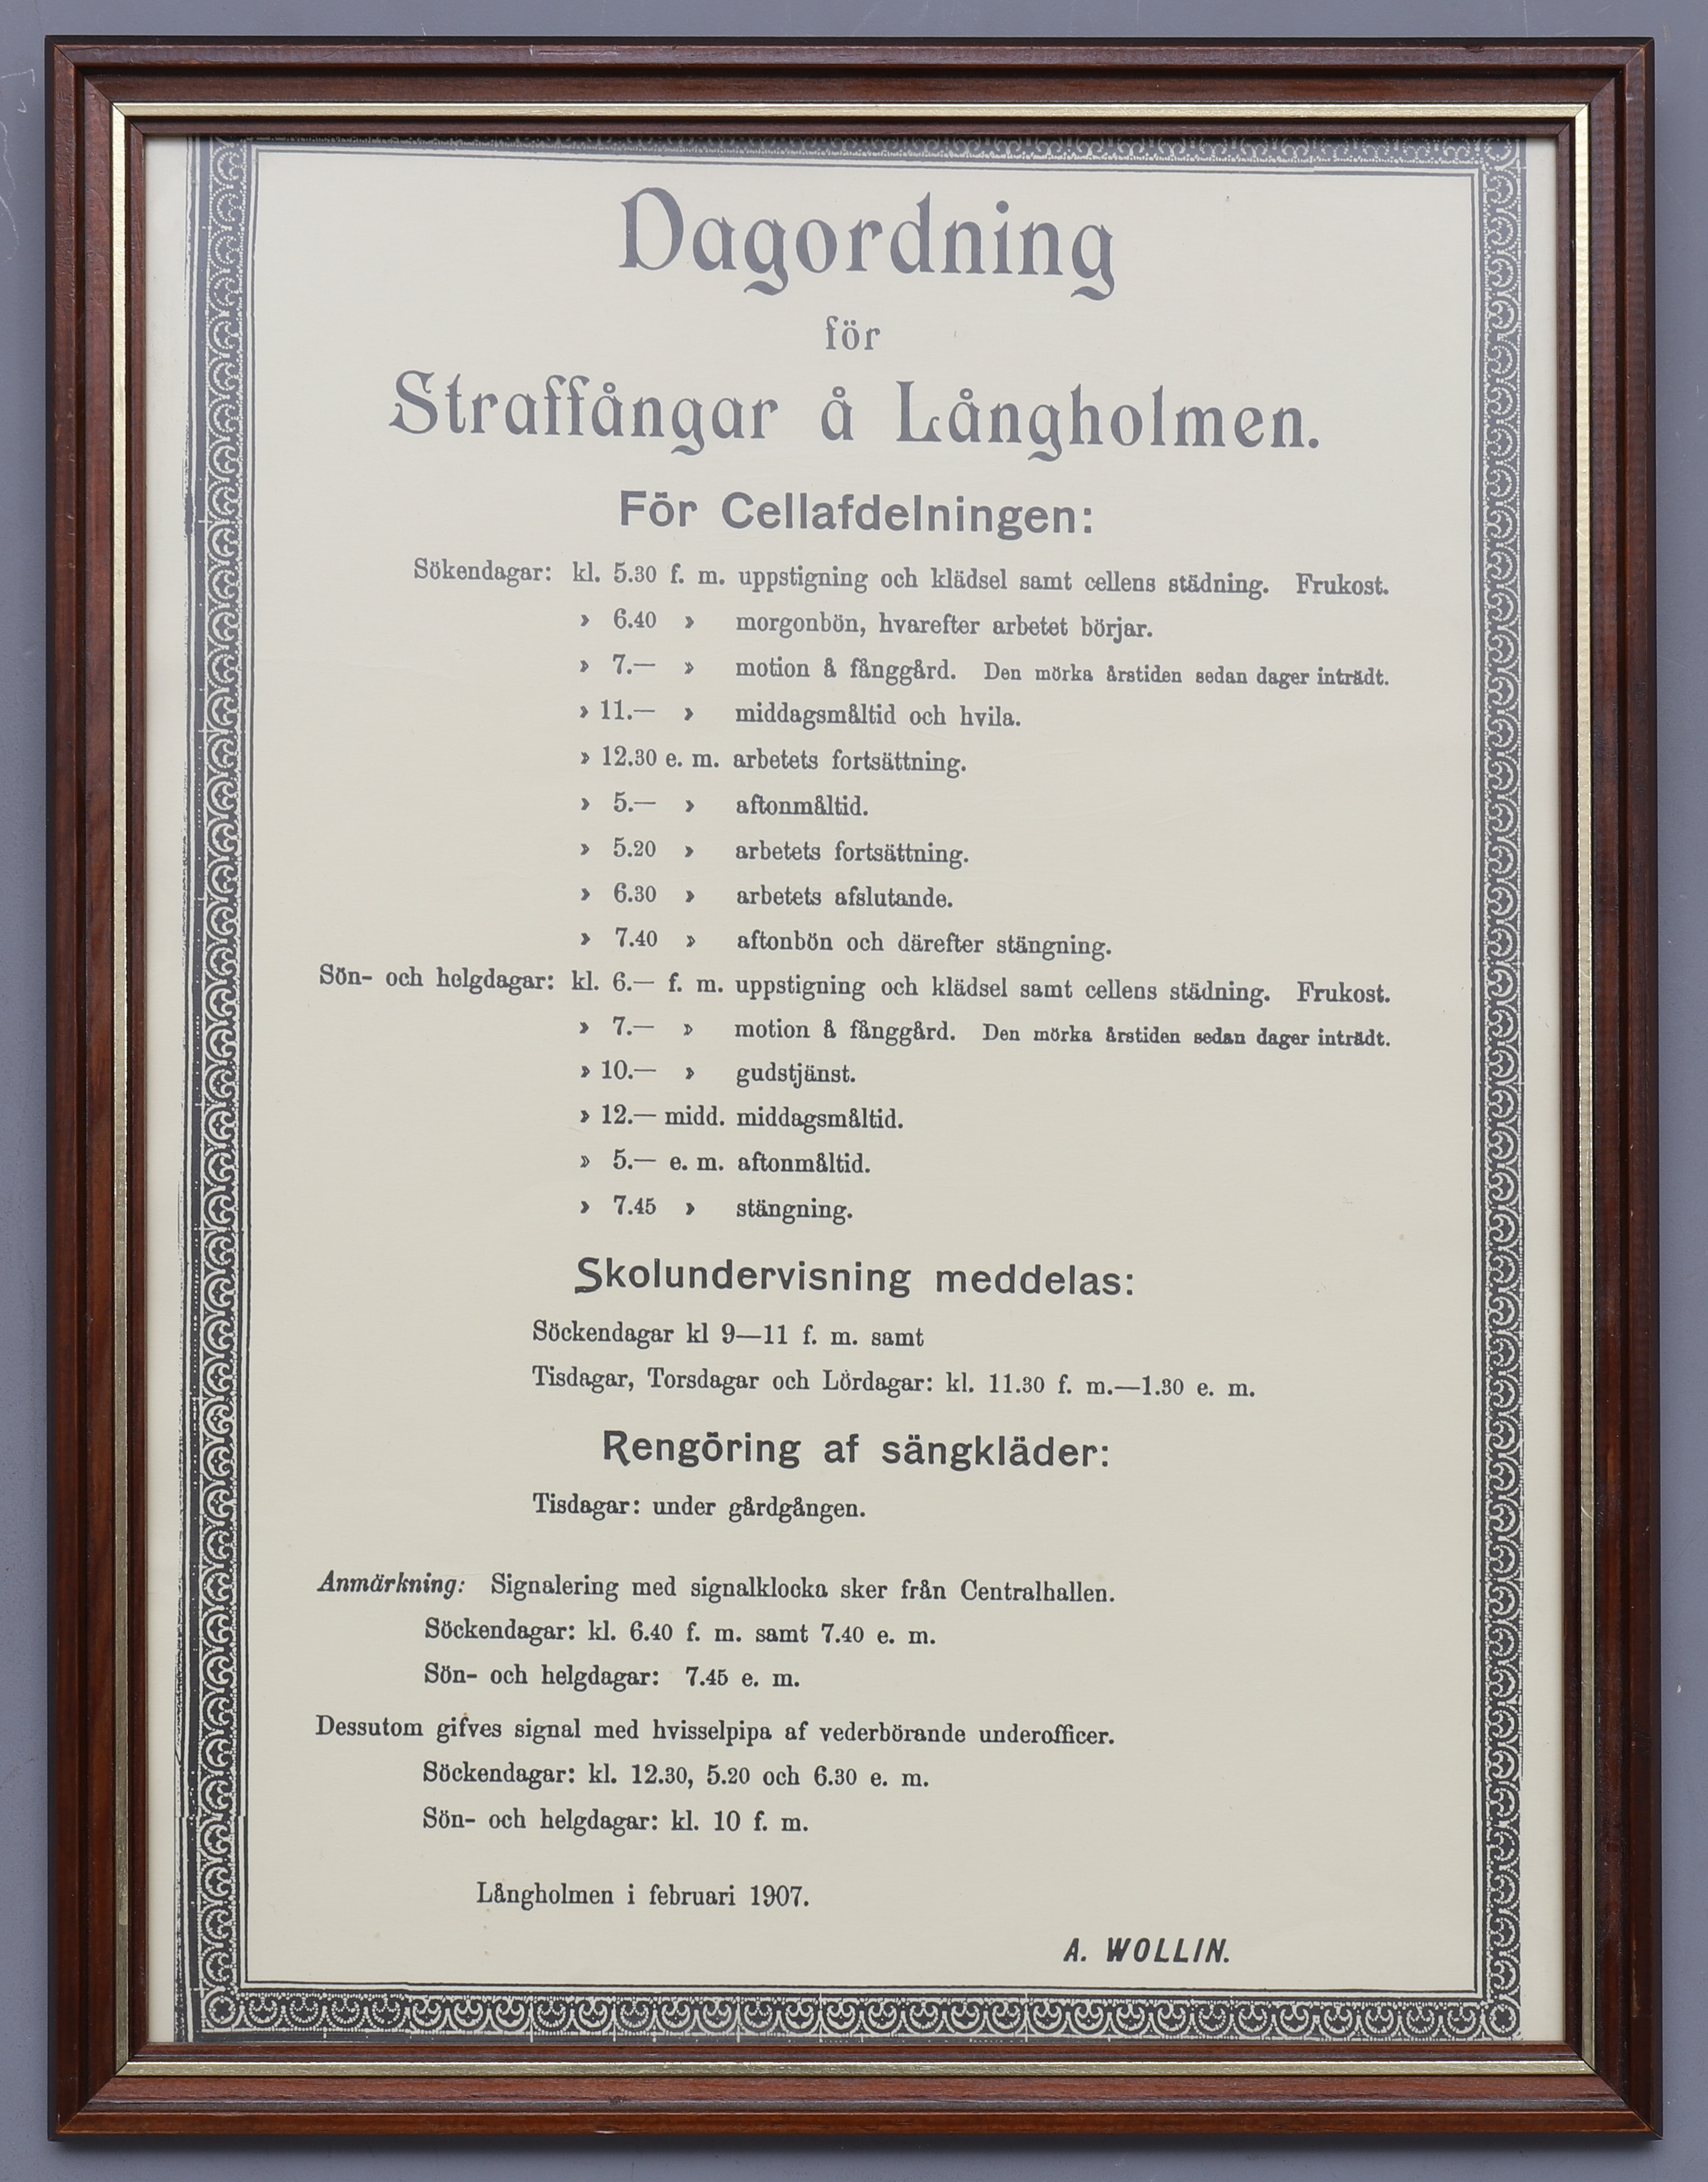 Dagordning
för
Straffångar å Långholmen.
För Cellafdelningen:
Sökendagar: kl. 5.30 f. m. uppstigning och klädsel samt cellens städning. Frukost.
» 6.40 » morgonbön, hvarefter arbetet börjar.
» 7.— » motion å fånggård. Den mörka årstiden sedan dager inträdt.
» 11.— » middagsmåltid och hvila.
» 12.30 e. m. arbetets fortsättning.
» 5.— » aftonmåltid.
» 5.20 » arbetets fortsättning.
» 6.30 » arbetets afslutande.
» 7.40 » aftonbön och därefter stängning.
Sön- och helgdagar: kl. 6.— f. m. uppstigning och klädsel samt cellens städning. Frukost.
» 7.— » motion å fånggård. Den mörka årstiden sedan dager inträdt.
» 10.— » gudstjänst.
» 12.— midd. middagsmåltid.
» 5.— e. m. aftonmåltid.
» 7.45 » stängning.
Skolundervisning meddelas:
Söckendagar kl 9—11 f. m. samt
Tisdagar, Torsdagar och Lördagar: kl. 11.30 f. m.—1.30 e. m.
Rengöring af sängkläder:
Tisdagar: under gårdgången.
Anmärkning: Signalering med signalklocka sker från Centralhallen.
Söckendagar: kl. 6.40 f. m. samt 7.40 e. m.
Sön- och helgdagar: 7.45 e. m.
Dessutom gifves signal med hvisselpipa af vederbörande underofficer.
Söckendagar: kl. 12.30, 5.20 och 6.30 e. m.
Sön- och helgdagar: kl. 10 f. m.
Långholmen i februari 1907.
A. WOLLIN.